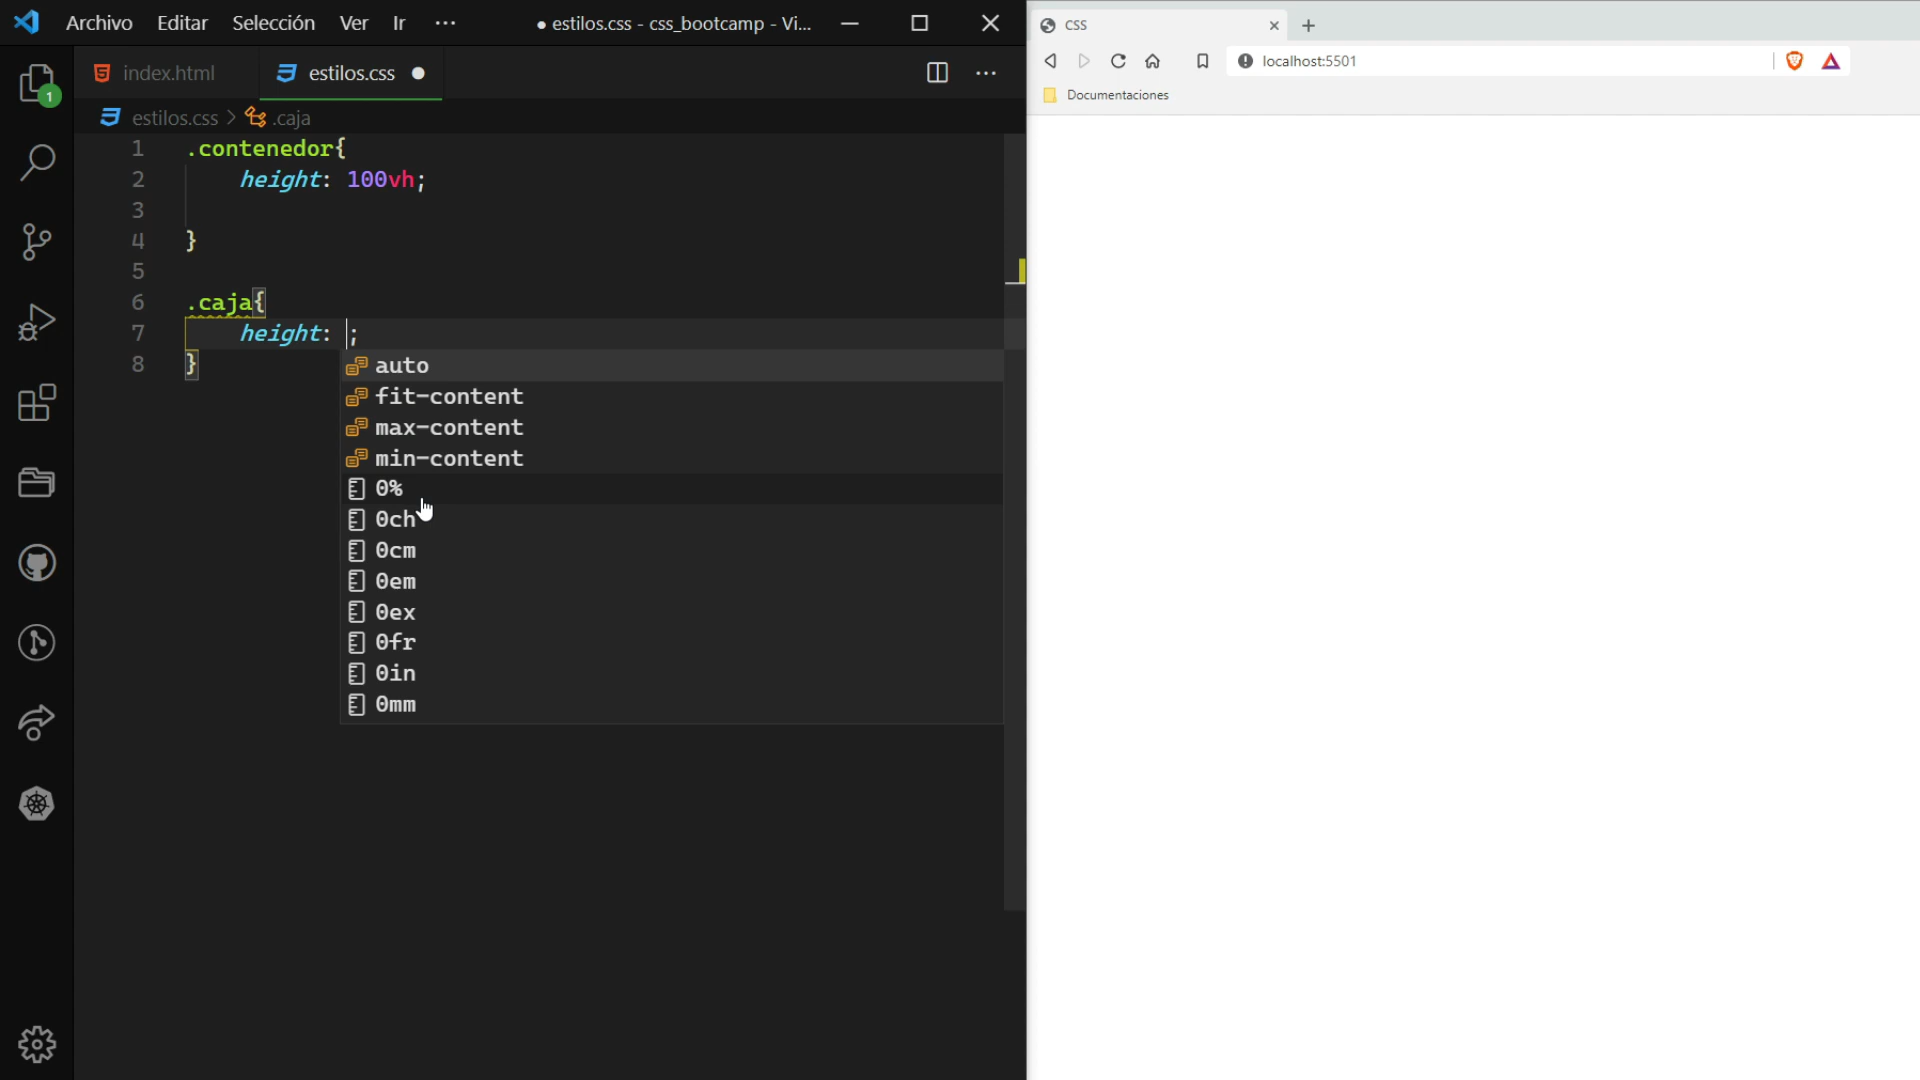 Archivo Editar Selección Ver Ir ··· ● estilos.css - css_bootcamp - Vi...
index.html estilos.css
estilos.css > .caja
1 .contenedor{
2 height: 100vh;
3
4 }
5
6 .caja{
7 height: ;
8 }
auto
fit-content
max-content
min-content
0%
0ch
0cm
0em
0ex
0fr
0in
0mm
1
CSS
localhost:5501
Documentaciones